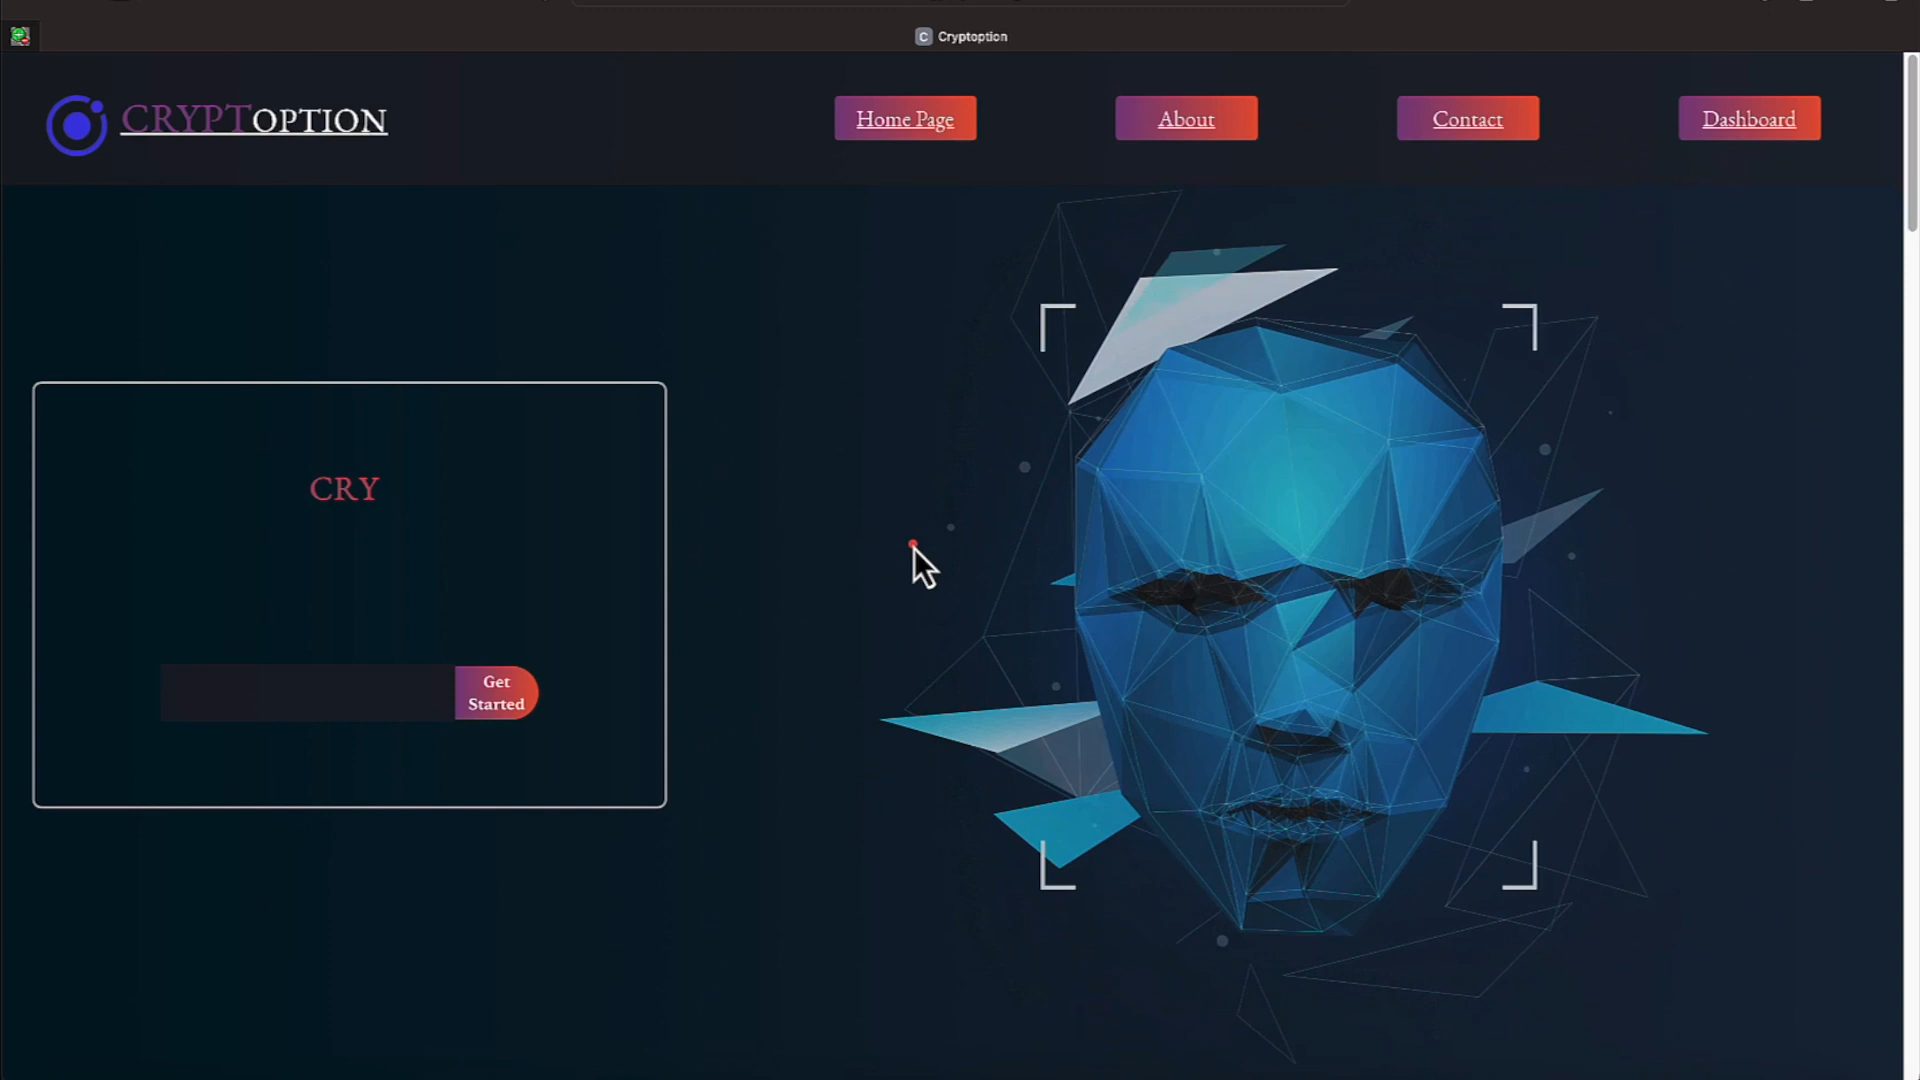 C Cryptoption
CRYPTOPTION
Home Page
About
Contact
Dashboard
CRY
Get
Started